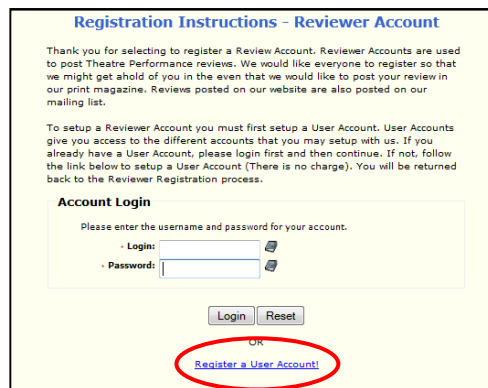 Registration Instructions - Reviewer Account
Thank you for selecting to register a Review Account. Reviewer Accounts are used
to post Theatre Performance reviews. We would like everyone to register so that
we might get ahold of you in the even that we would like to post your review in
our print magazine. Reviews posted on our website are also posted on our
mailing list.
To setup a Reviewer Account you must first setup a User Account. User Accounts
give you access to the different accounts that you may setup with us. If you
already have a User Account, please login first and then continue. If not, follow
the link below to setup a User Account (There is no charge). You will be returned
back to the Reviewer Registration process.
Account Login
Please enter the username and password for your account.
· Login:
· Password:
Login Reset
OR
Register a User Account!